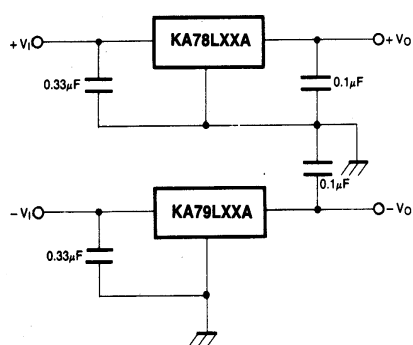 +VI
KA78LXXA
+VO
0.33μF
0.1μF
0.1μF
-VI
KA79LXXA
-VO
0.33μF